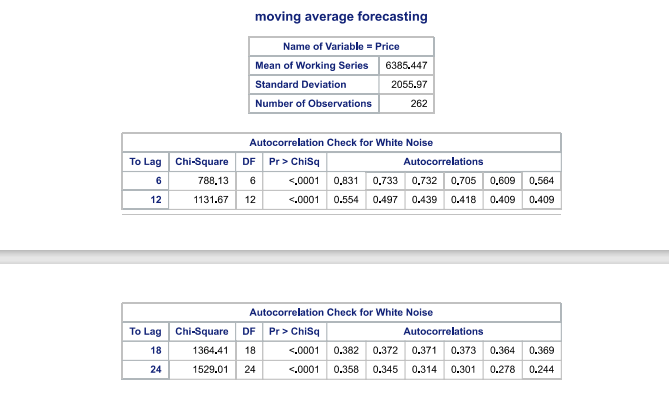 moving average forecasting
Name of Variable = Price
Mean of Working Series 6385.447
Standard Deviation 2055.97
Number of Observations 262
Autocorrelation Check for White Noise
To Lag Chi-Square DF Pr > ChiSq Autocorrelations
6 788.13 6 <.0001 0.831 0.733 0.732 0.705 0.609 0.564
12 1131.67 12 <.0001 0.554 0.497 0.439 0.418 0.409 0.409
Autocorrelation Check for White Noise
To Lag Chi-Square DF Pr > ChiSq Autocorrelations
18 1364.41 18 <.0001 0.382 0.372 0.371 0.373 0.364 0.369
24 1529.01 24 <.0001 0.358 0.345 0.314 0.301 0.278 0.244